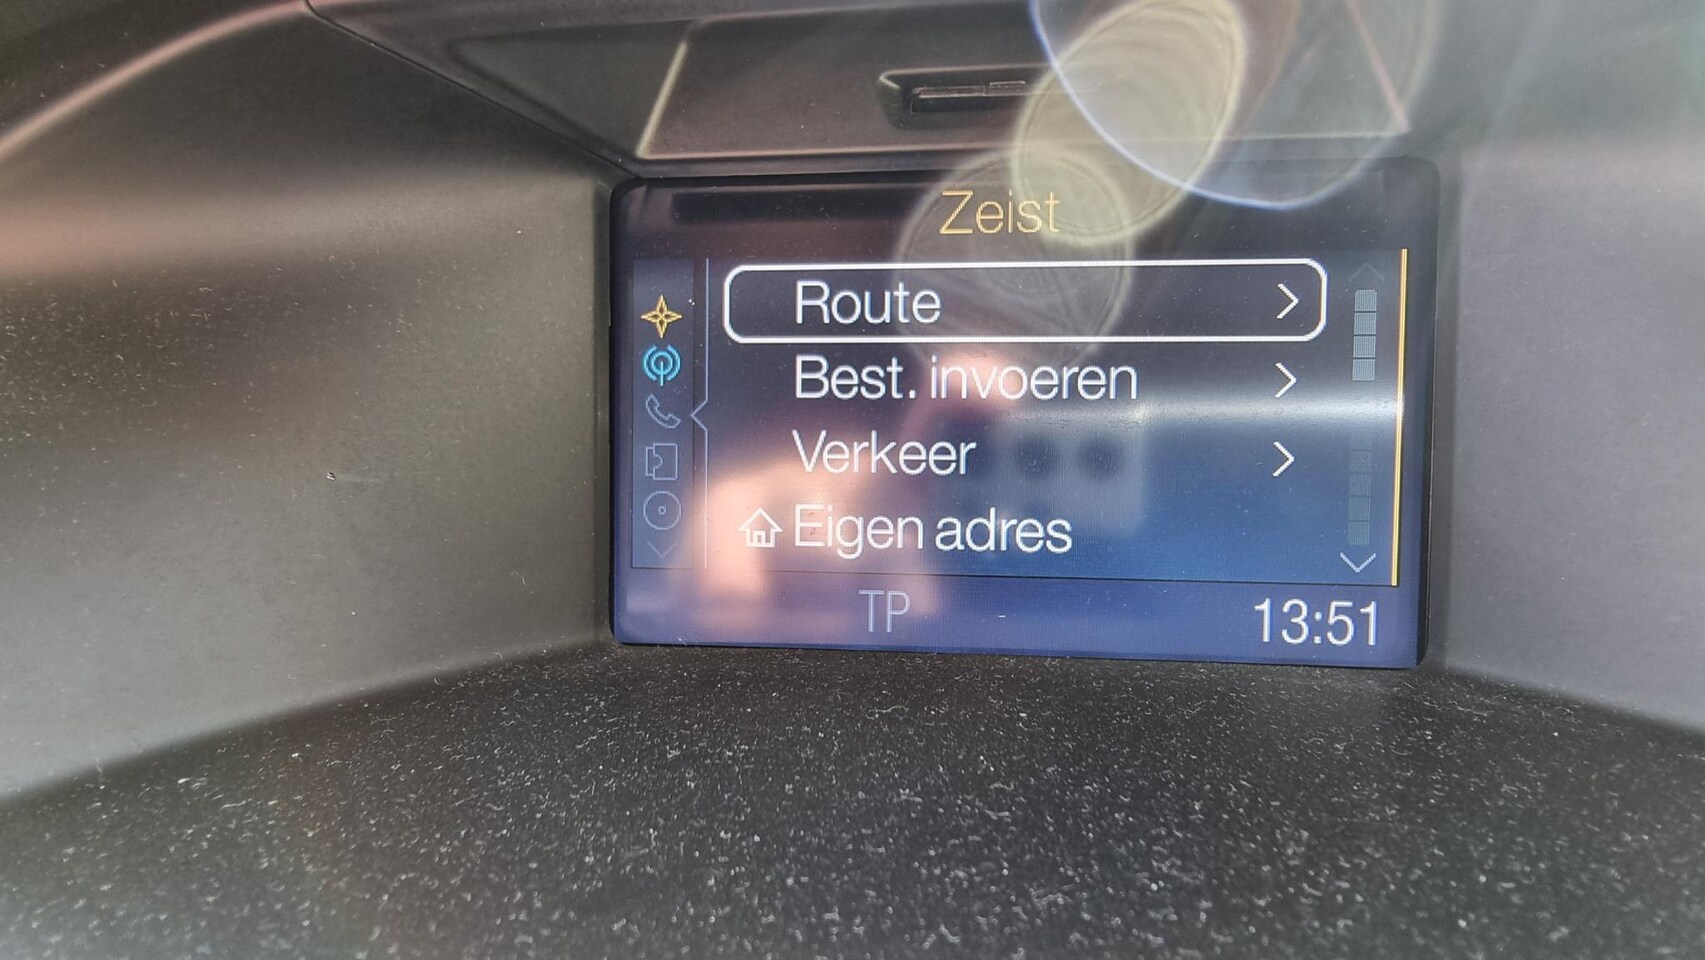 Zeist
Route
Best. invoeren
Verkeer
Eigen adres
TP
13:51